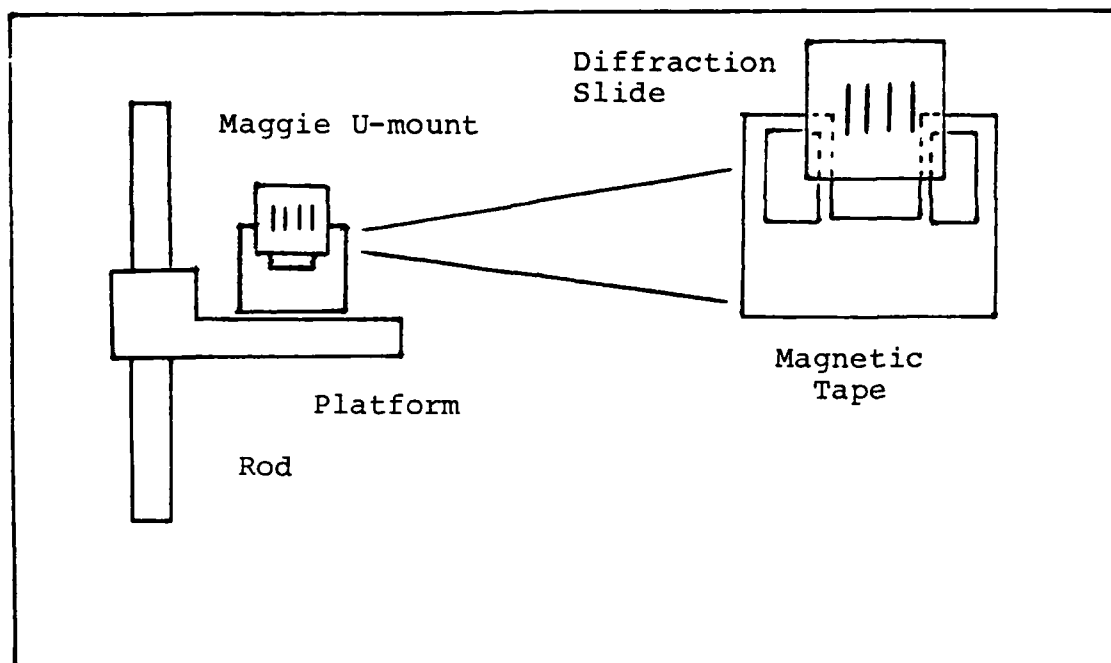 Diffraction
Slide
Maggie U-mount
Magnetic
Tape
Platform
Rod